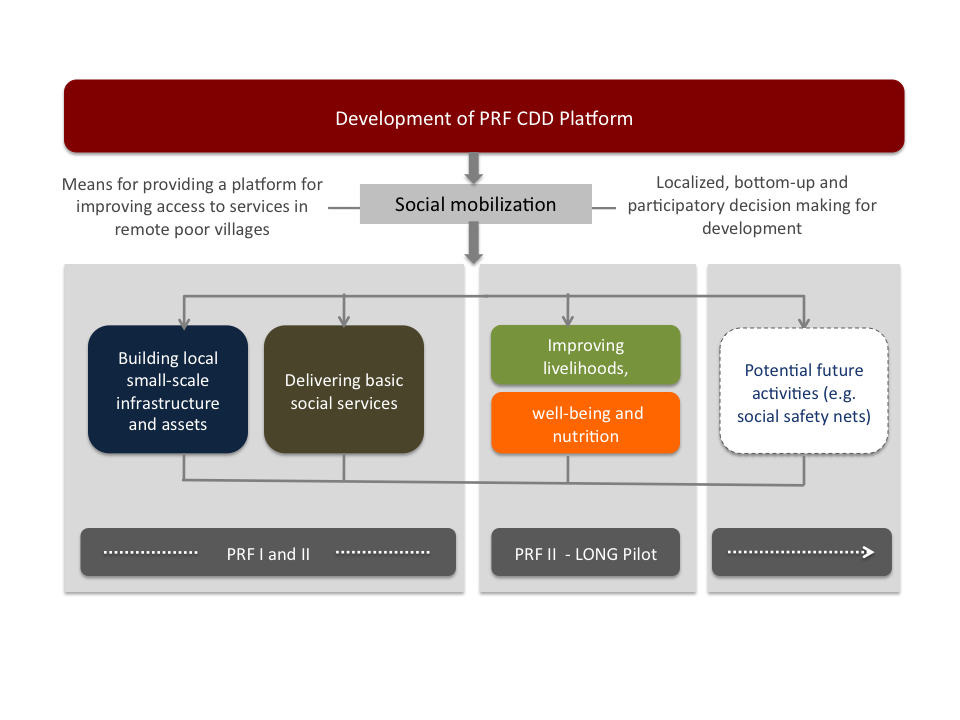 Development of PRF CDD Platform
Means for providing a platform for
improving access to services in
remote poor villages
Social mobilization
Localized, bottom-up and
participatory decision making for
development
Building local
small-scale
infrastructure
and assets
Delivering basic
social services
Improving
livelihoods,
well-being and
nutrition
Potential future
activities (e.g.
social safety nets)
PRF I and II
PRF II  - LONG Pilot